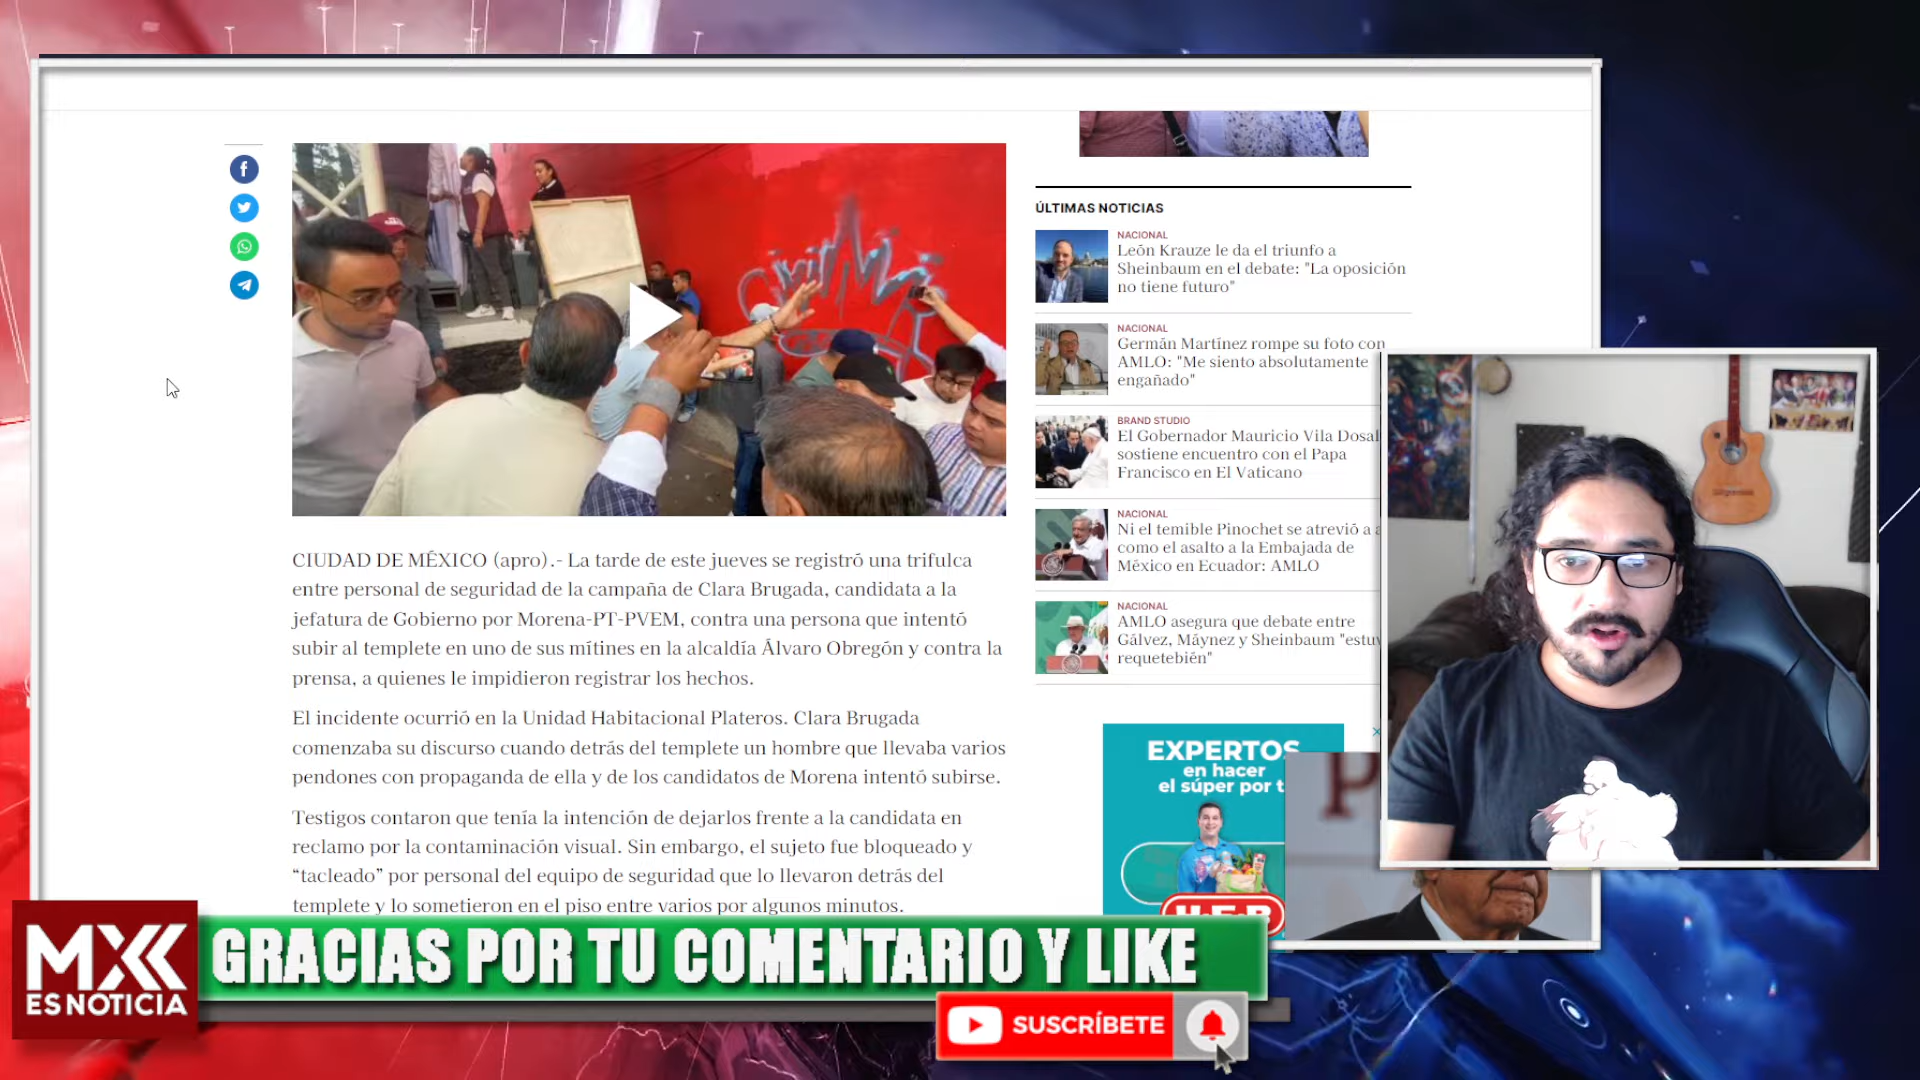 ÚLTIMAS NOTICIAS
NACIONAL
León Krauze le da el triunfo a
Sheinbaum en el debate: "La oposición
no tiene futuro"
NACIONAL
Germán Martínez rompe su foto con
AMLO: "Me siento absolutamente
engañado"
BRAND STUDIO
El Gobernador Mauricio Vila Dosal
sostiene encuentro con el Papa
Francisco en El Vaticano
NACIONAL
Ni el temible Pinochet se atrevió a
como el asalto a la Embajada de
México en Ecuador: AMLO
NACIONAL
AMLO asegura que debate entre
Gálvez, Máynez y Sheinbaum "estuv
requetebién"
CIUDAD DE MÉXICO (apro).- La tarde de este jueves se registró una trifulca
entre personal de seguridad de la campaña de Clara Brugada, candidata a la
jefatura de Gobierno por Morena-PT-PVEM, contra una persona que intentó
subir al templete en uno de sus mítines en la alcaldía Álvaro Obregón y contra la
prensa, a quienes le impidieron registrar los hechos.
El incidente ocurrió en la Unidad Habitacional Plateros. Clara Brugada
comenzaba su discurso cuando detrás del templete un hombre que llevaba varios
pendones con propaganda de ella y de los candidatos de Morena intentó subirse.
Testigos contaron que tenía la intención de dejarlos frente a la candidata en
reclamo por la contaminación visual. Sin embargo, el sujeto fue bloqueado y
“tacleado” por personal del equipo de seguridad que lo llevaron detrás del
templete y lo sometieron en el piso entre varios por algunos minutos.
EXPERTOS
en hacer
el súper por t
H-E-B
P
MX
ES NOTICIA
GRACIAS POR TU COMENTARIO Y LIKE
SUSCRÍBETE